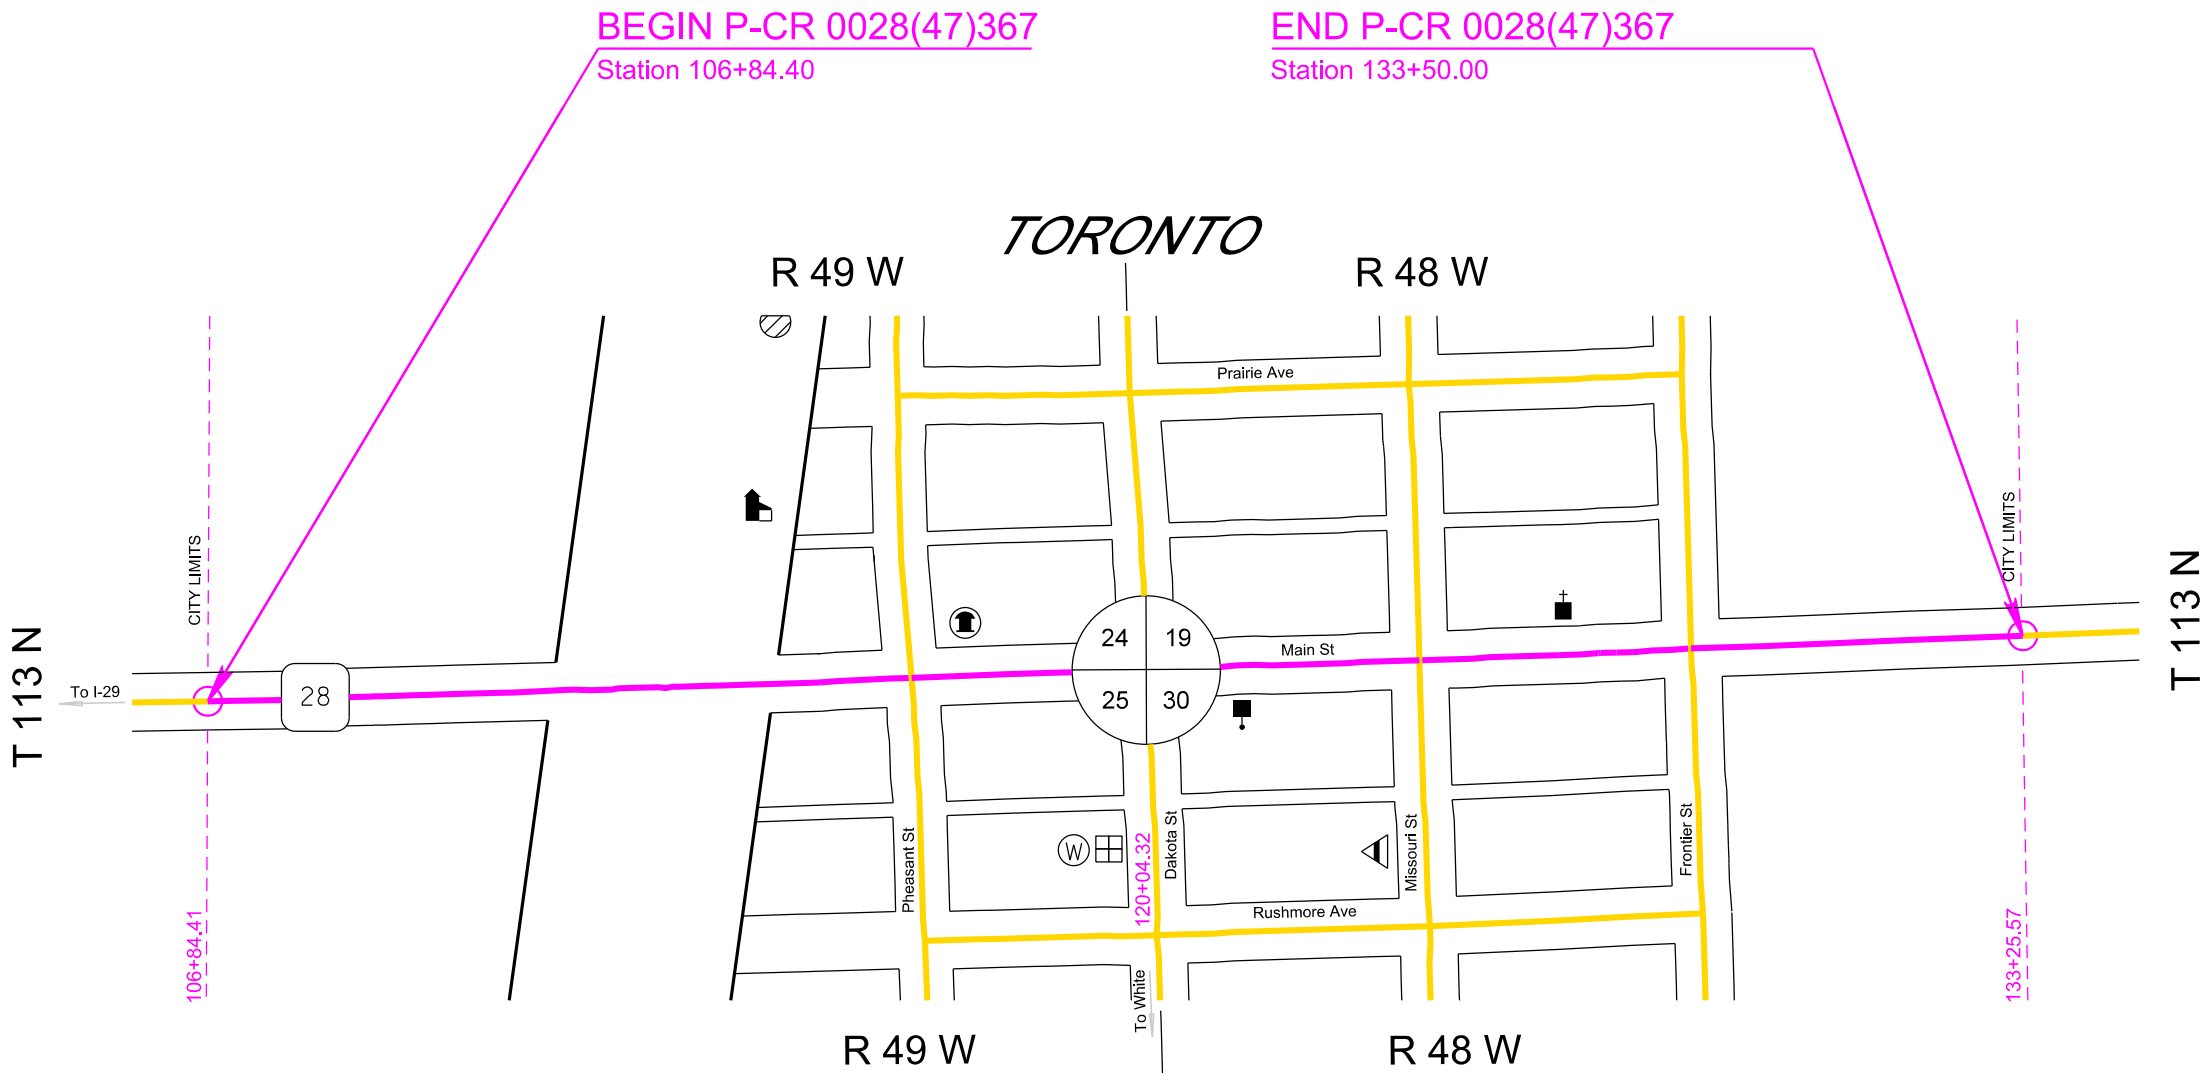 BEGIN P-CR 0028(47)367
Station 106+84.40
END P-CR 0028(47)367
Station 133+50.00
TORONTO
R 49 W
R 48 W
Prairie Ave
CITY LIMITS
CITY LIMITS
T 113 N
T 113 N
To I-29
28
24
19
25
30
Main St
Pheasant St
120+04.32
Dakota St
Missouri St
Frontier St
Rushmore Ave
W
106+84.41
133+25.57
To White
R 49 W
R 48 W